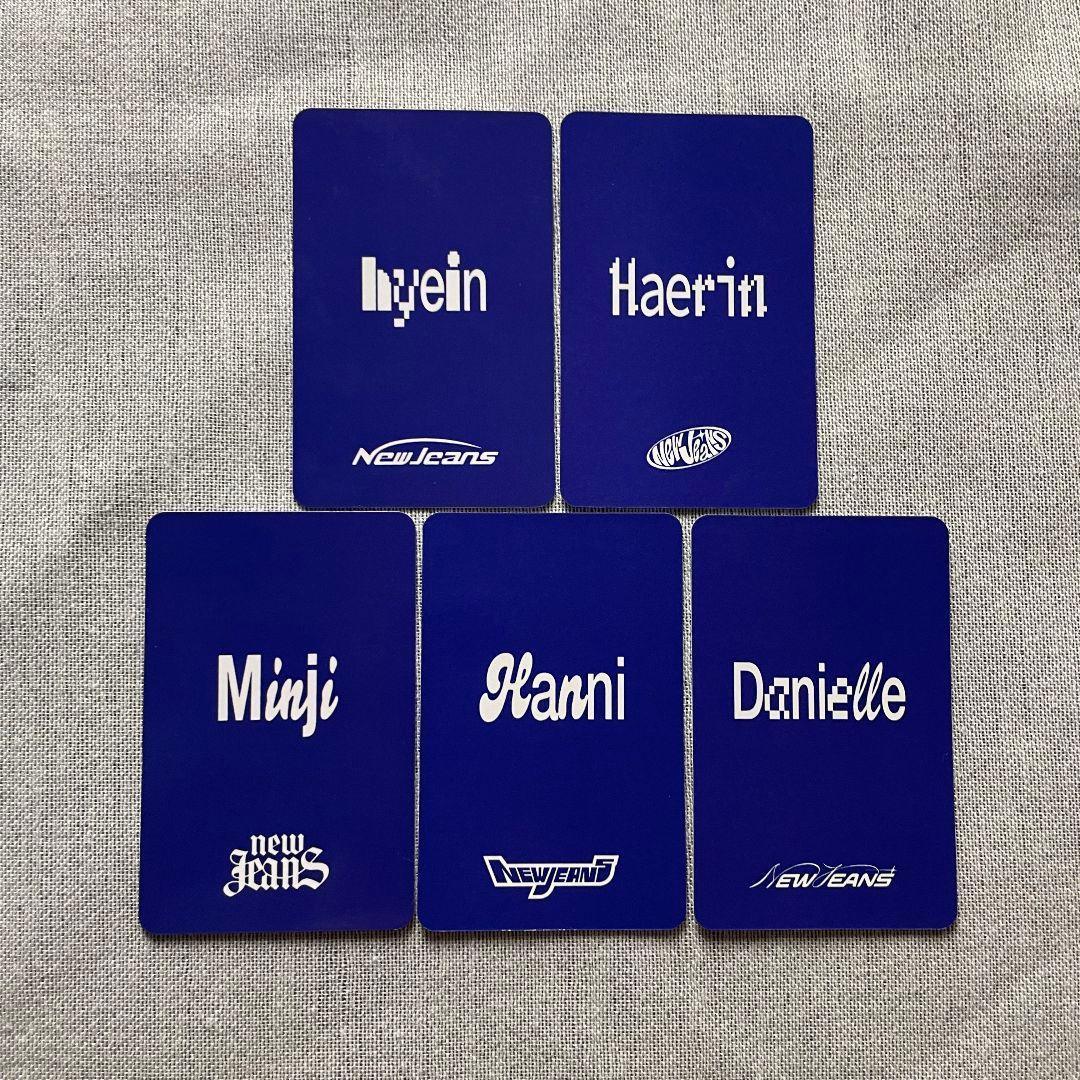 hyein
NewJeans
Haerin
NewJeans
Minji
new
Jeans
Hanni
NEWJEANS
Danielle
NEWJEANS